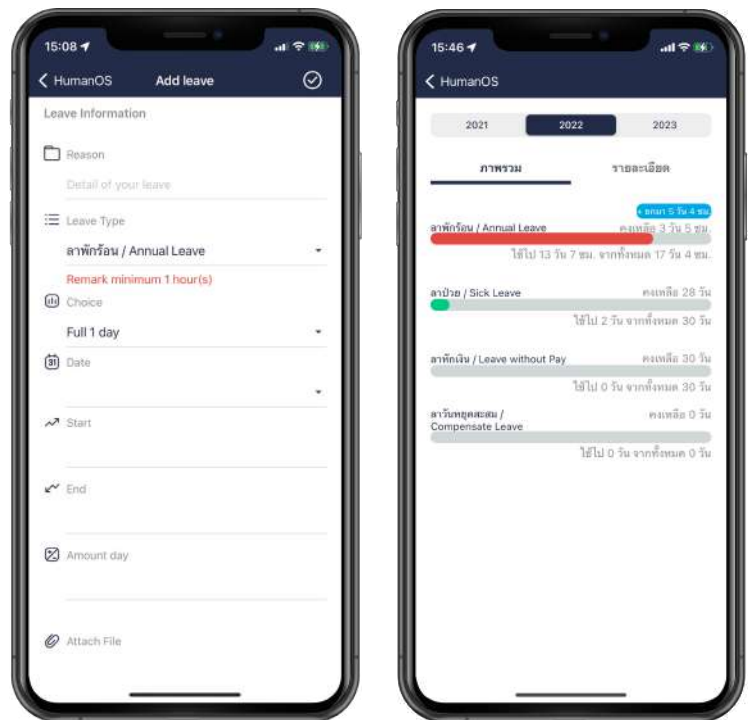 15:08
HumanOS
Add leave
Leave Information
Reason
Detail of your leave
Leave Type
ลาพักร้อน / Annual Leave
Remark minimum 1 hour(s)
Choice
Full 1 day
31 Date
Start
End
Amount day
Attach File
15:46
HumanOS
2021 2022 2023
ภาพรวม รายละเอียด
+ ยกมา 5 วัน 4 ชม.
ลาพักร้อน / Annual Leave คงเหลือ 3 วัน 5 ชม.
ใช้ไป 13 วัน 7 ชม. จากทั้งหมด 17 วัน 4 ชม.
ลาป่วย / Sick Leave คงเหลือ 28 วัน
ใช้ไป 2 วัน จากทั้งหมด 30 วัน
ลาพักเงิน / Leave without Pay คงเหลือ 30 วัน
ใช้ไป 0 วัน จากทั้งหมด 30 วัน
ลาวันหยุดสะสม / คงเหลือ 0 วัน
Compensate Leave
ใช้ไป 0 วัน จากทั้งหมด 0 วัน